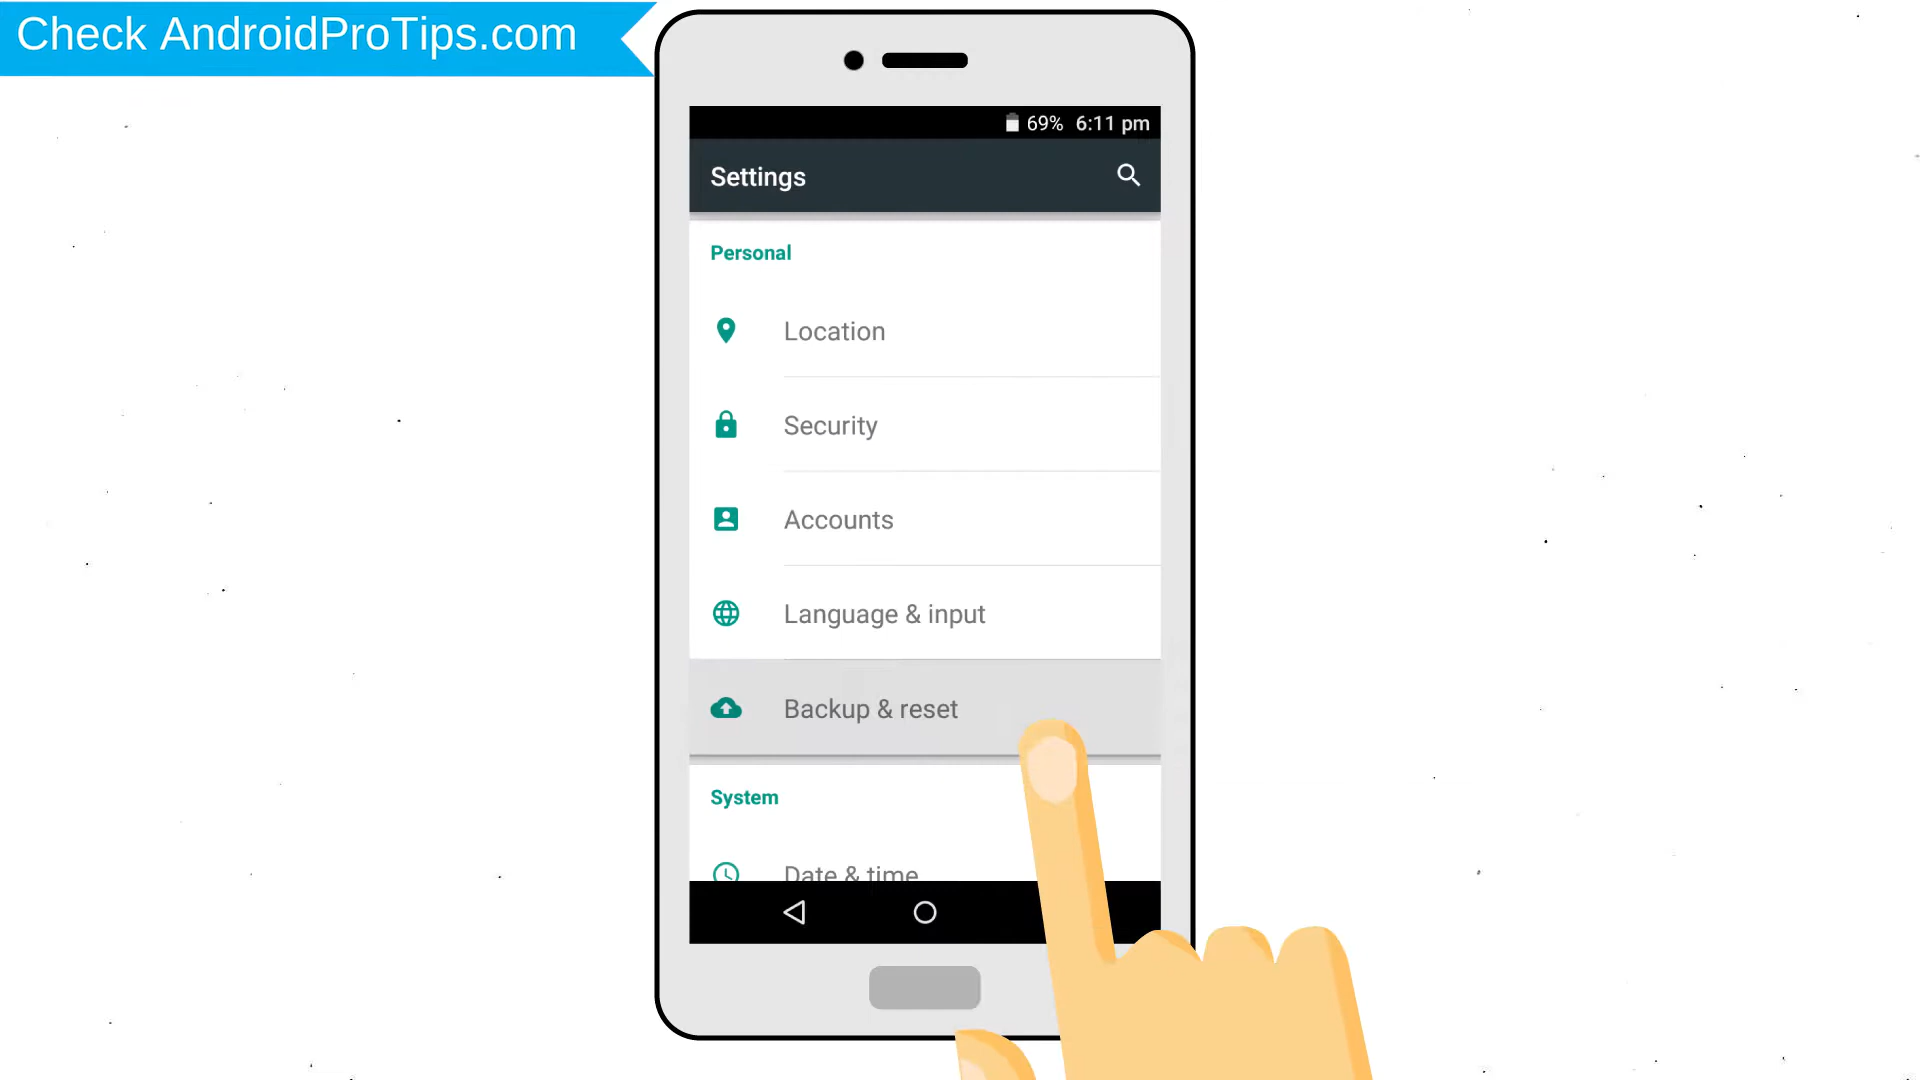 Check AndroidProTips.com
69% 6:11 pm
Settings
Personal
Location
Security
Accounts
Language & input
Backup & reset
System
Date & time